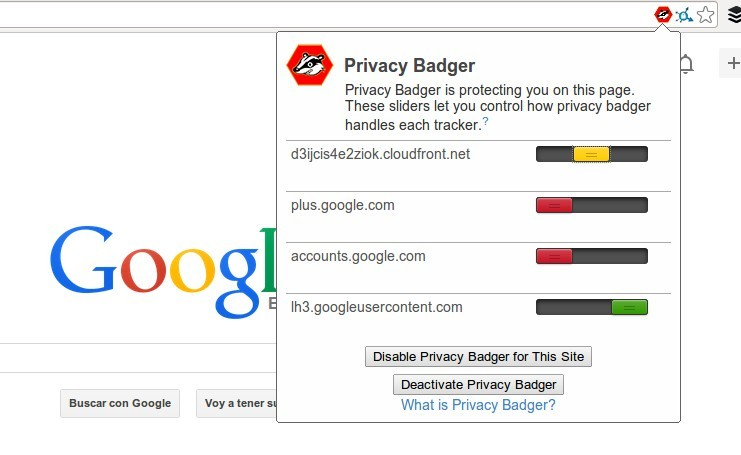 Privacy Badger
Privacy Badger is protecting you on this page.
These sliders let you control how privacy badger
handles each tracker.?
d3ijcis4e2ziok.cloudfront.net
plus.google.com
accounts.google.com
lh3.googleusercontent.com
Googl
E
Disable Privacy Badger for This Site
Deactivate Privacy Badger
What is Privacy Badger?
Buscar con Google
Voy a tener su